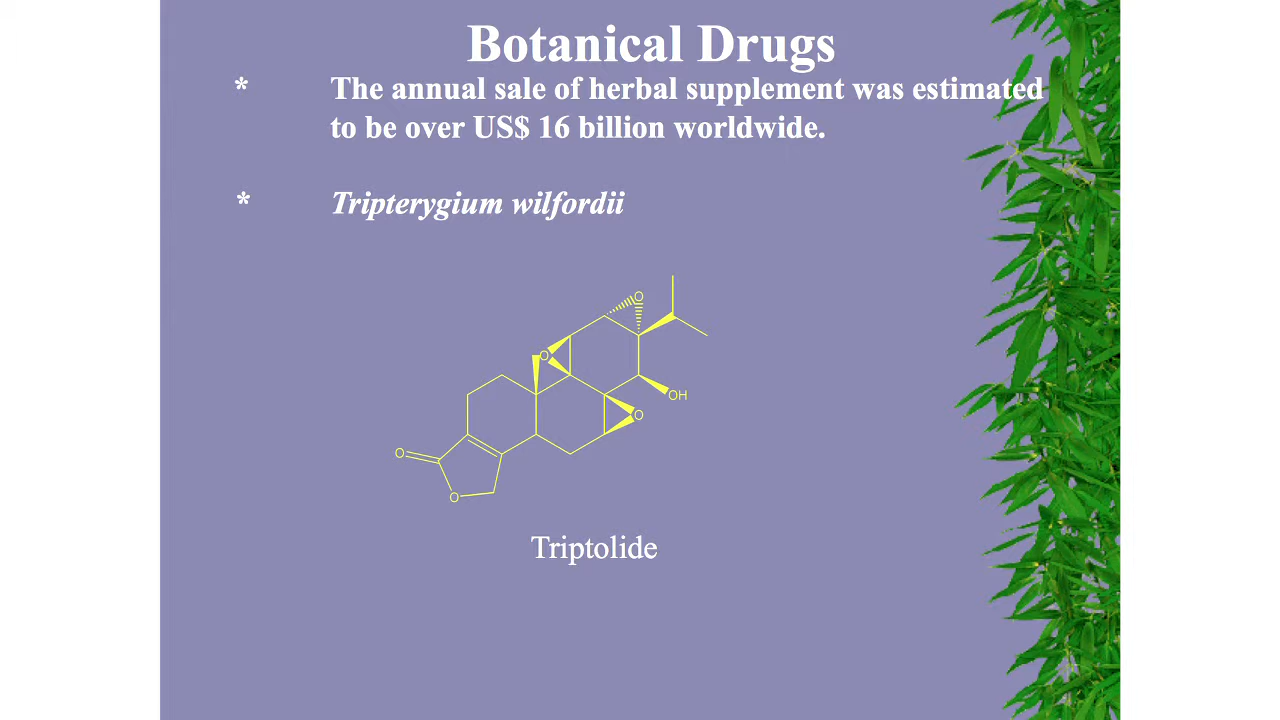 Botanical Drugs
* The annual sale of herbal supplement was estimated
to be over US$ 16 billion worldwide.
* Tripterygium wilfordii
O
O
OH
O
O
O
Triptolide